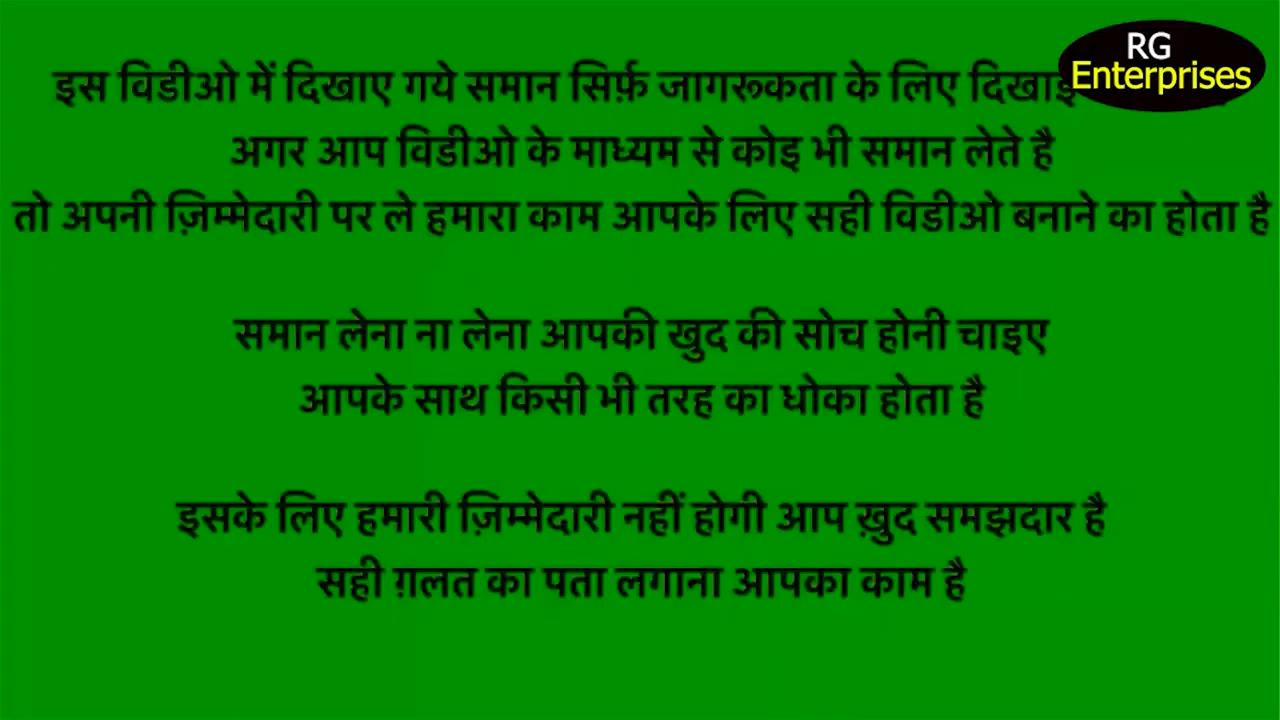 RG
Enterprises
इस विडीओ में दिखाए गये समान सिर्फ़ जागरूकता के लिए
अगर आप विडीओ के माध्यम से कोइ भी समान लेते है
तो अपनी ज़िम्मेदारी पर ले हमारा काम आपके लिए सही विडीओ बनाने का होता है
समान लेना ना लेना आपकी खुद की सोच होनी चाइए
आपके साथ किसी भी तरह का धोका होता है
इसके लिए हमारी ज़िम्मेदारी नहीं होगी आप ख़ुद समझदार है
सही ग़लत का पता लगाना आपका काम है